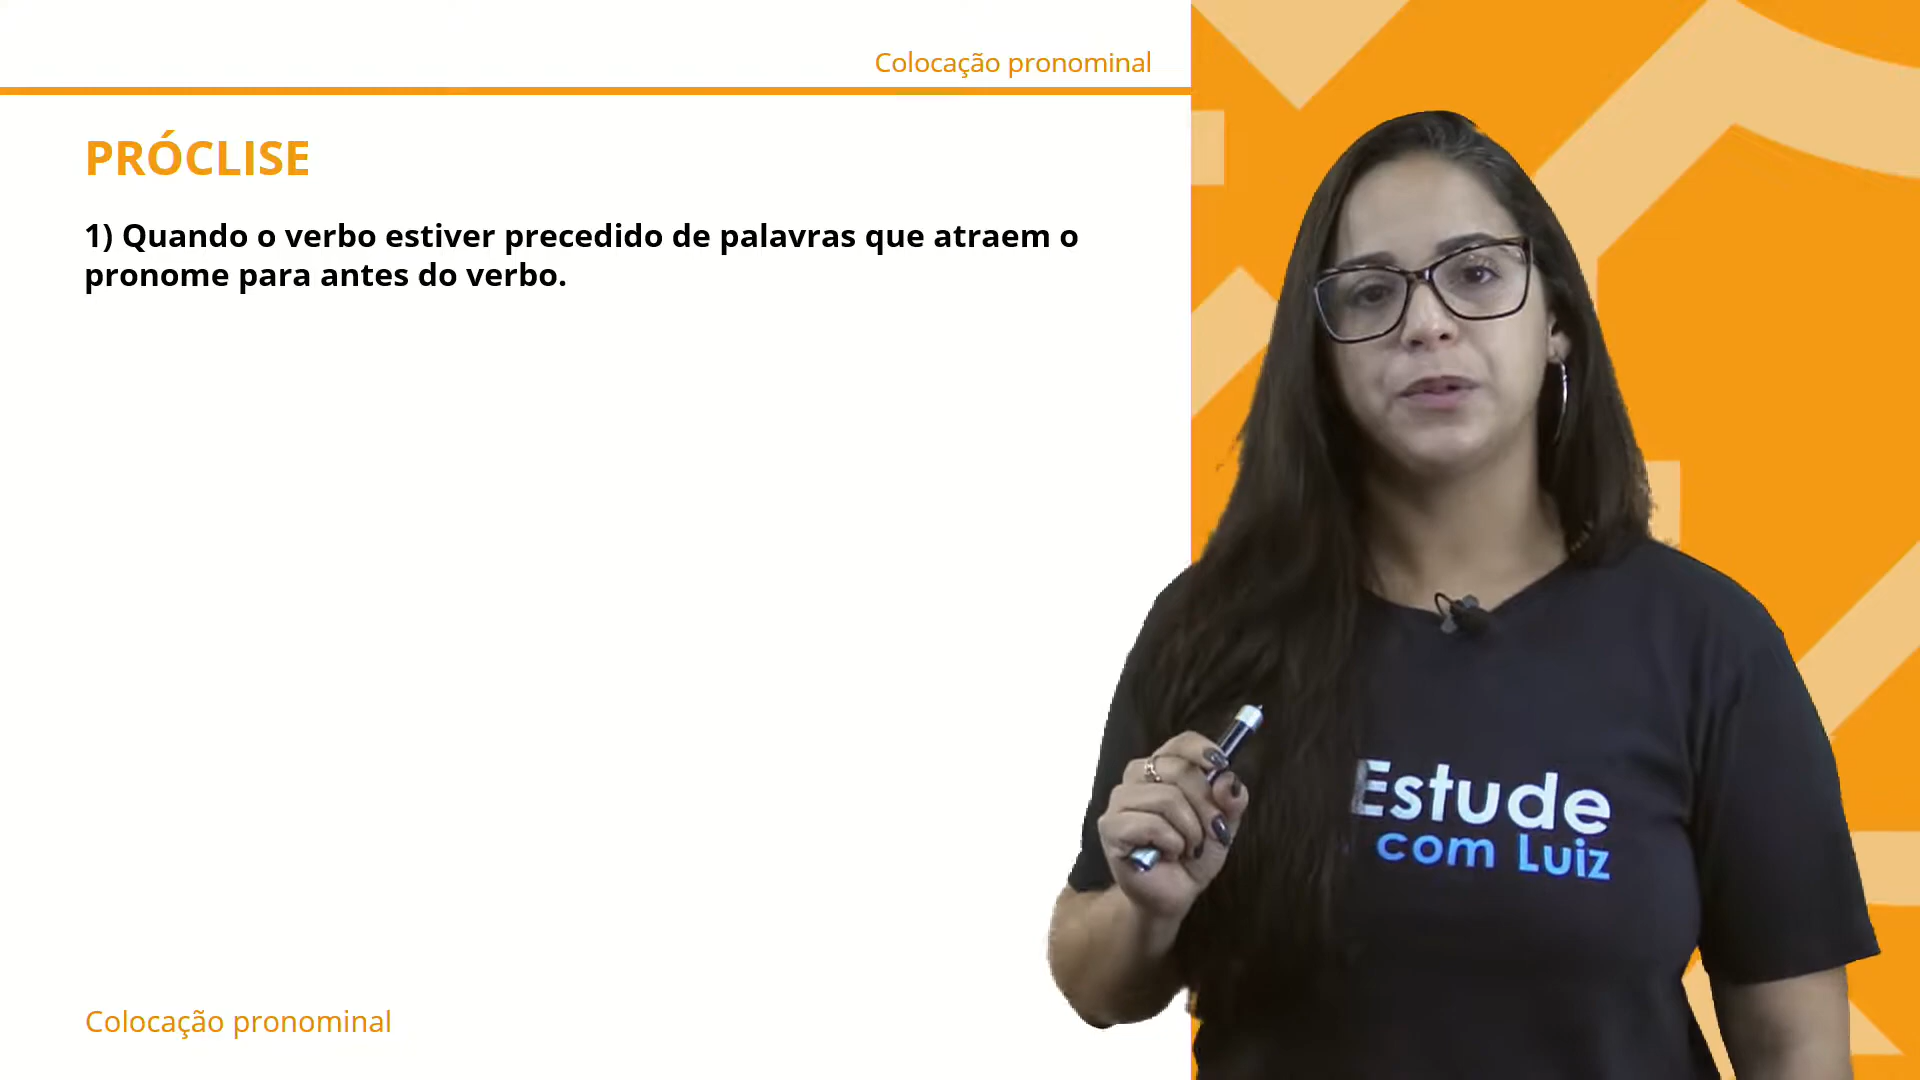 Colocação pronominal
PRÓCLISE
1) Quando o verbo estiver precedido de palavras que atraem o
pronome para antes do verbo.
Estude
com Luiz
Colocação pronominal